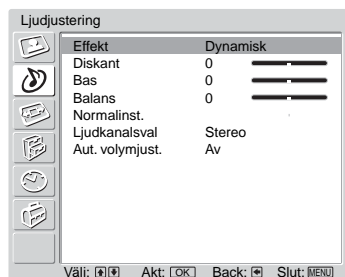 Ljudjustering
Effekt Dynamisk
Diskant 0
Bas 0
Balans 0
Normalinst.
Ljudkanalsval Stereo
Aut. volymjust. Av
Välj: Akt: OK Back: Slut: MENU